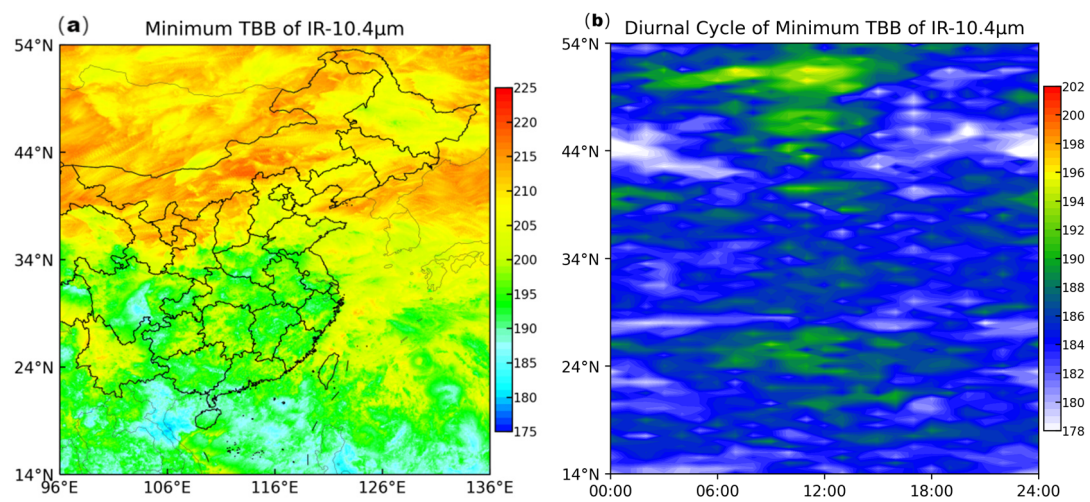 (a)
Minimum TBB of IR-10.4μm
54°N
44°N
34°N
24°N
14°N
96°E
106°E
116°E
126°E
136°E
225
220
215
210
205
200
195
190
185
180
175
(b)
Diurnal Cycle of Minimum TBB of IR-10.4μm
54°N
44°N
34°N
24°N
14°N
00:00
06:00
12:00
18:00
24:00
202
200
198
196
194
192
190
188
186
184
182
180
178